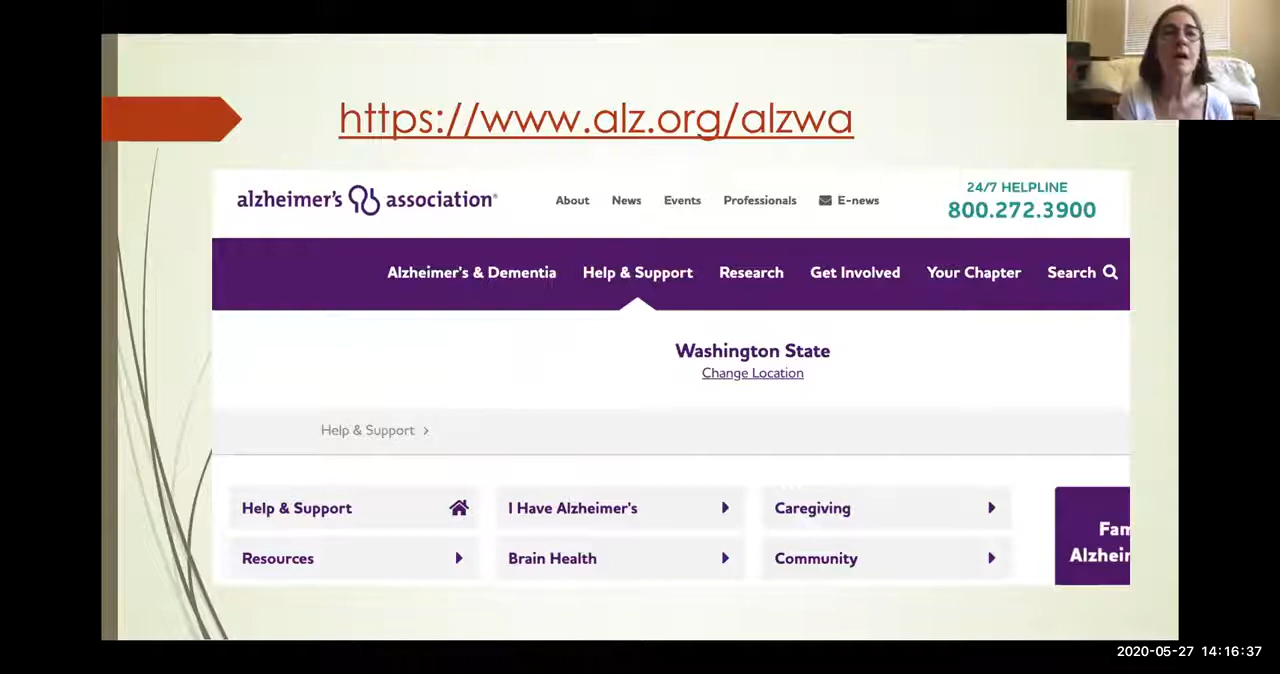 https://www.alz.org/alzwa
alzheimer's association®
About News Events Professionals E-news
24/7 HELPLINE
800.272.3900
Alzheimer's & Dementia Help & Support Research Get Involved Your Chapter Search
Washington State
Change Location
Help & Support >
Help & Support I Have Alzheimer's Caregiving
Resources Brain Health Community
Fam
Alzheim
2020-05-27 14:16:37